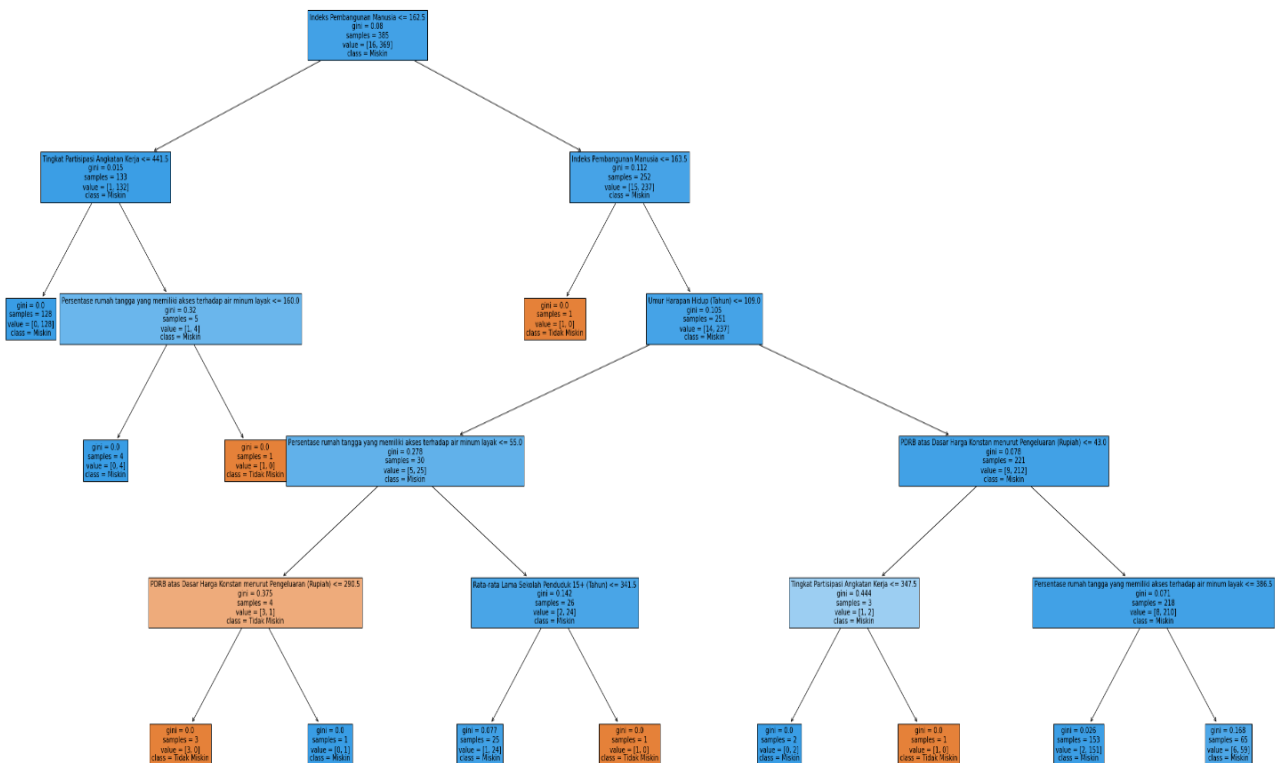 Indeks Pembangunan Manusia <= 162.5
gini = 0.08
samples = 385
value = [16, 369]
class = Miskin
Tingkat Partisipasi Angkatan Kerja <= 441.5
gini = 0.015
samples = 133
value = [1, 132]
class = Miskin
Indeks Pembangunan Manusia <= 163.5
gini = 0.112
samples = 252
value = [15, 237]
class = Miskin
gini = 0.0
samples = 128
value = [0, 128]
class = Miskin
Persentase rumah tangga yang memiliki akses terhadap air minum layak <= 160.0
gini = 0.32
samples = 5
value = [1, 4]
class = Miskin
gini = 0.0
samples = 1
value = [1, 0]
class = Tidak Miskin
Umur Harapan Hidup (Tahun) <= 109.0
gini = 0.105
samples = 251
value = [14, 237]
class = Miskin
gini = 0.0
samples = 4
value = [0, 4]
class = Miskin
gini = 0.0
samples = 1
value = [1, 0]
class = Tidak Miskin
Persentase rumah tangga yang memiliki akses terhadap air minum layak <= 55.0
gini = 0.278
samples = 30
value = [5, 25]
class = Miskin
PDRB atas Dasar Harga Konstan menurut Pengeluaran (Rupiah) <= 43.0
gini = 0.078
samples = 221
value = [9, 212]
class = Miskin
PDRB atas Dasar Harga Konstan menurut Pengeluaran (Rupiah) <= 290.5
gini = 0.375
samples = 4
value = [3, 1]
class = Tidak Miskin
Rata-rata Lama Sekolah Penduduk 15+ (Tahun) <= 341.5
gini = 0.142
samples = 26
value = [2, 24]
class = Miskin
Tingkat Partisipasi Angkatan Kerja <= 347.5
gini = 0.444
samples = 3
value = [1, 2]
class = Miskin
Persentase rumah tangga yang memiliki akses terhadap air minum layak <= 386.5
gini = 0.071
samples = 218
value = [8, 210]
class = Miskin
gini = 0.0
samples = 3
value = [3, 0]
class = Tidak Miskin
gini = 0.0
samples = 1
value = [0, 1]
class = Miskin
gini = 0.077
samples = 25
value = [1, 24]
class = Miskin
gini = 0.0
samples = 1
value = [1, 0]
class = Tidak Miskin
gini = 0.0
samples = 2
value = [0, 2]
class = Miskin
gini = 0.0
samples = 1
value = [1, 0]
class = Tidak Miskin
gini = 0.026
samples = 153
value = [2, 151]
class = Miskin
gini = 0.168
samples = 65
value = [6, 59]
class = Miskin